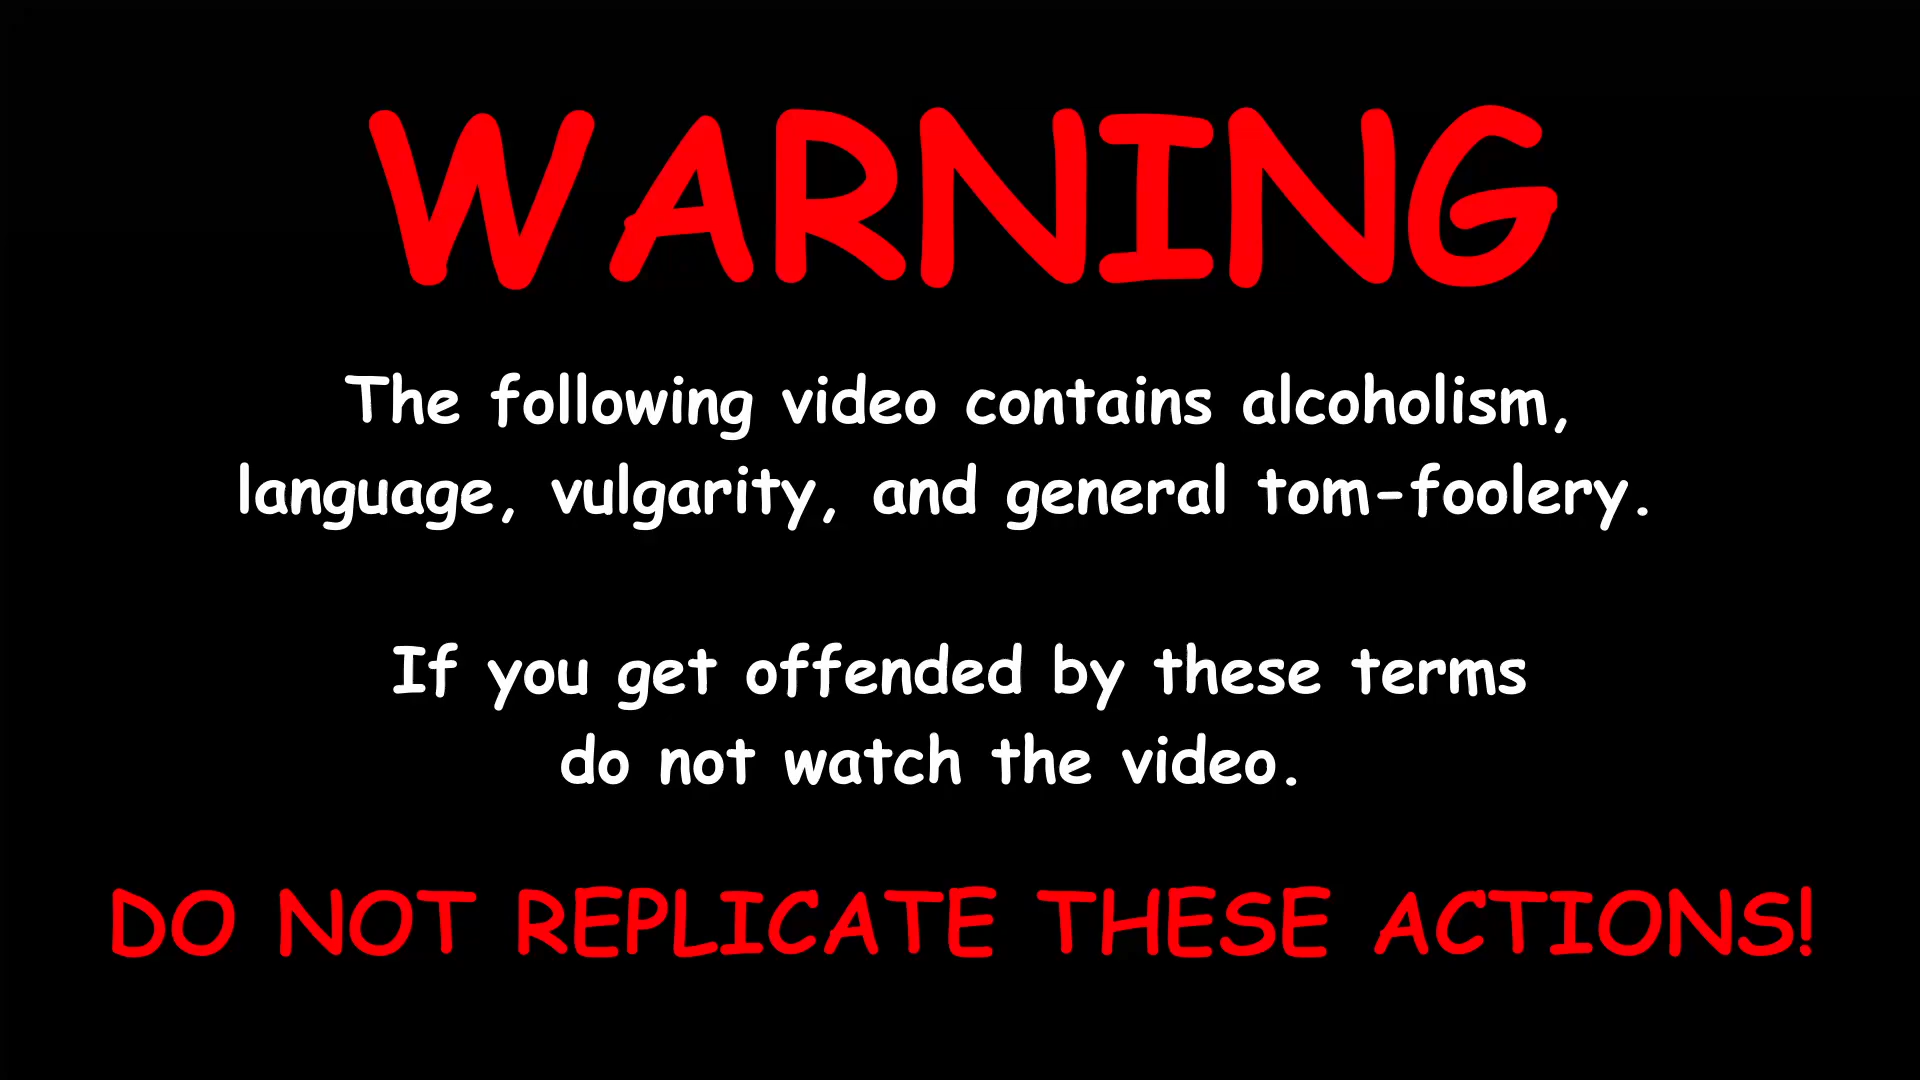 WARNING
The following video contains alcoholism,
language, vulgarity, and general tom-foolery.
If you get offended by these terms
do not watch the video.
DO NOT REPLICATE THESE ACTIONS!